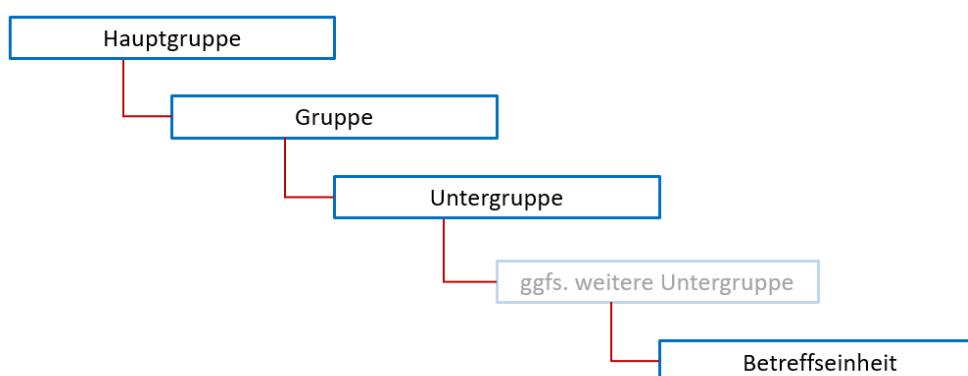 Hauptgruppe
Gruppe
Untergruppe
ggfs. weitere Untergruppe
Betreffseinheit